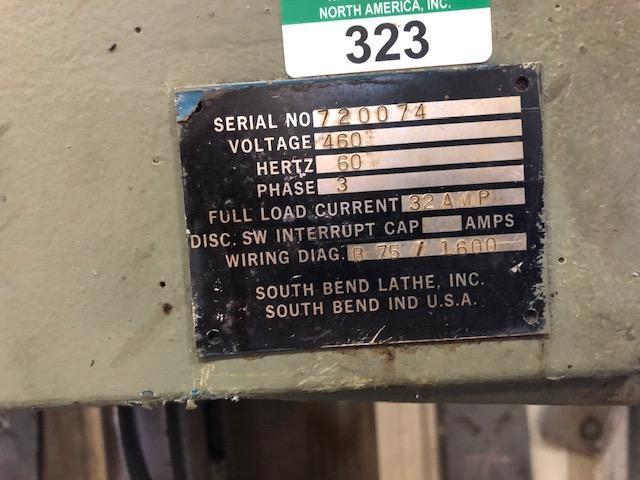 NORTH AMERICA, INC.
323
SERIAL NO 720074
VOLTAGE 460
HERTZ 60
PHASE 3
FULL LOAD CURRENT 32 AMP
DISC. SW INTERRUPT CAP AMPS
WIRING DIAG. B 75 / 1600
SOUTH BEND LATHE, INC.
SOUTH BEND IND U.S.A.